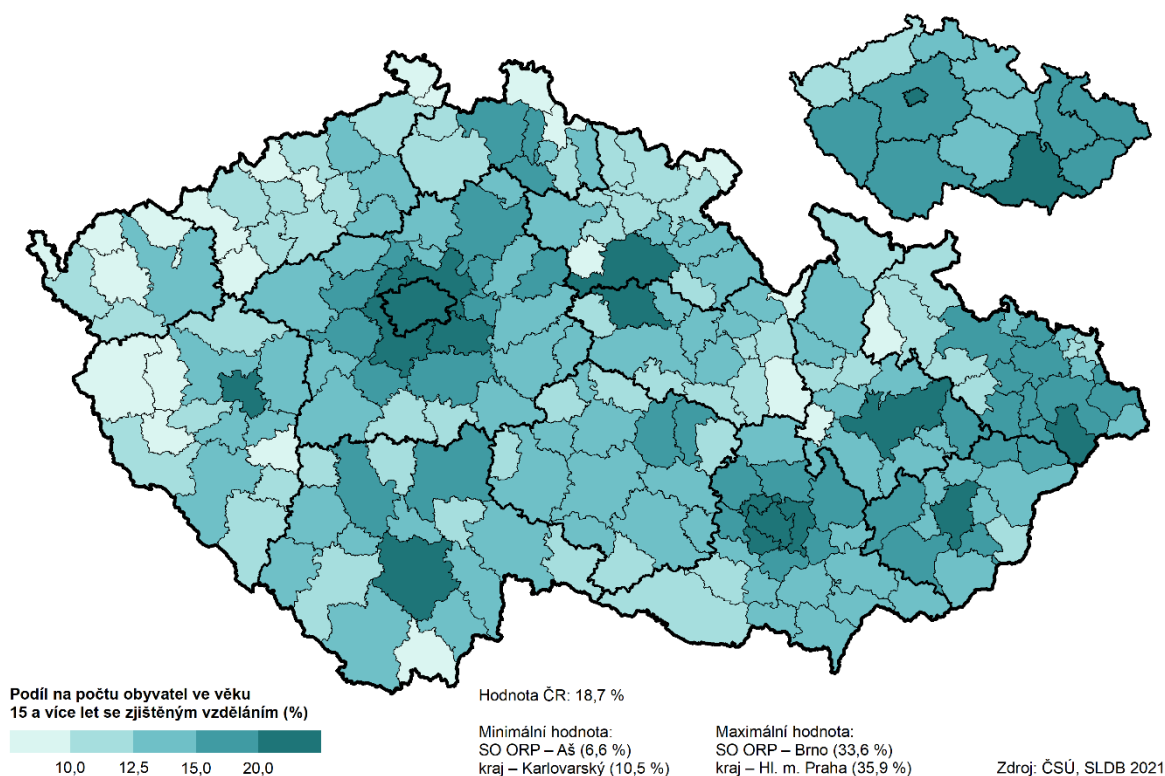 Podíl na počtu obyvatel ve věku
15 a více let se zjištěným vzděláním (%)
10,0 12,5 15,0 20,0
Hodnota ČR: 18,7 %
Minimální hodnota:
SO ORP – Aš (6,6 %)
kraj – Karlovarský (10,5 %)
Maximální hodnota:
SO ORP – Brno (33,6 %)
kraj – Hl. m. Praha (35,9 %)
Zdroj: ČSÚ, SLDB 2021